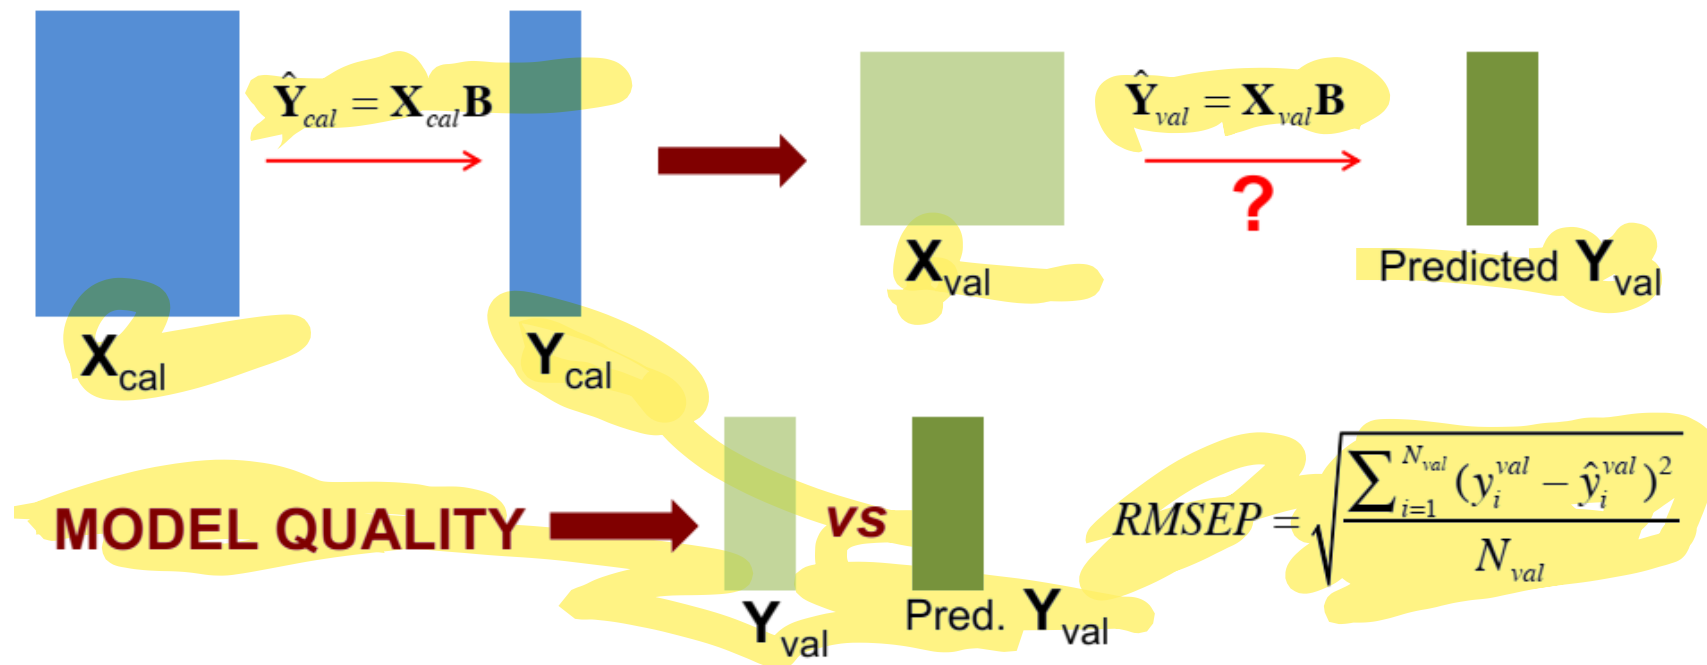 Ŷcal = XcalB
Ŷval = XvalB
?
Xval
Predicted Yval
Xcal
Ycal
MODEL QUALITY
vs
RMSEP = √(∑i=1^Nval (yi^val − ŷi^val)² / Nval)
Yval
Pred. Yval